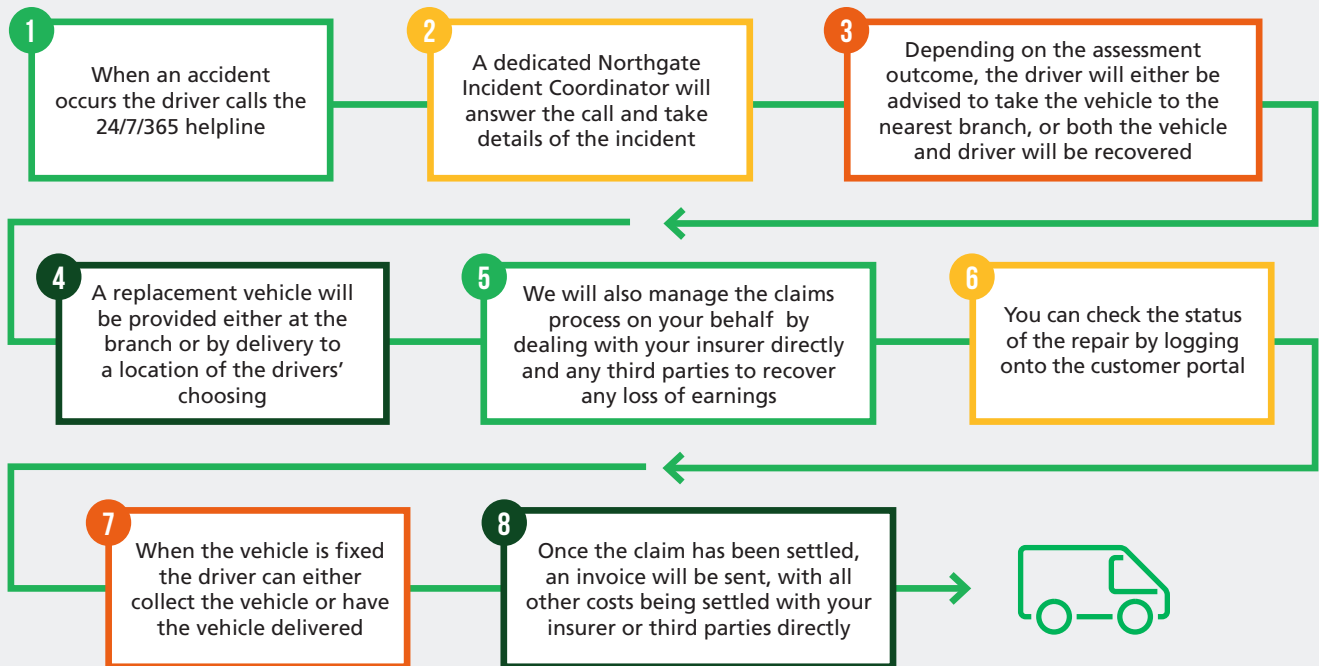 1
When an accident
occurs the driver calls the
24/7/365 helpline
2
A dedicated Northgate
Incident Coordinator will
answer the call and take
details of the incident
3
Depending on the assessment
outcome, the driver will either be
advised to take the vehicle to the
nearest branch, or both the vehicle
and driver will be recovered
4
A replacement vehicle will
be provided either at the
branch or by delivery to
a location of the drivers’
choosing
5
We will also manage the claims
process on your behalf by
dealing with your insurer directly
and any third parties to recover
any loss of earnings
6
You can check the status
of the repair by logging
onto the customer portal
7
When the vehicle is fixed
the driver can either
collect the vehicle or have
the vehicle delivered
8
Once the claim has been settled,
an invoice will be sent, with all
other costs being settled with your
insurer or third parties directly